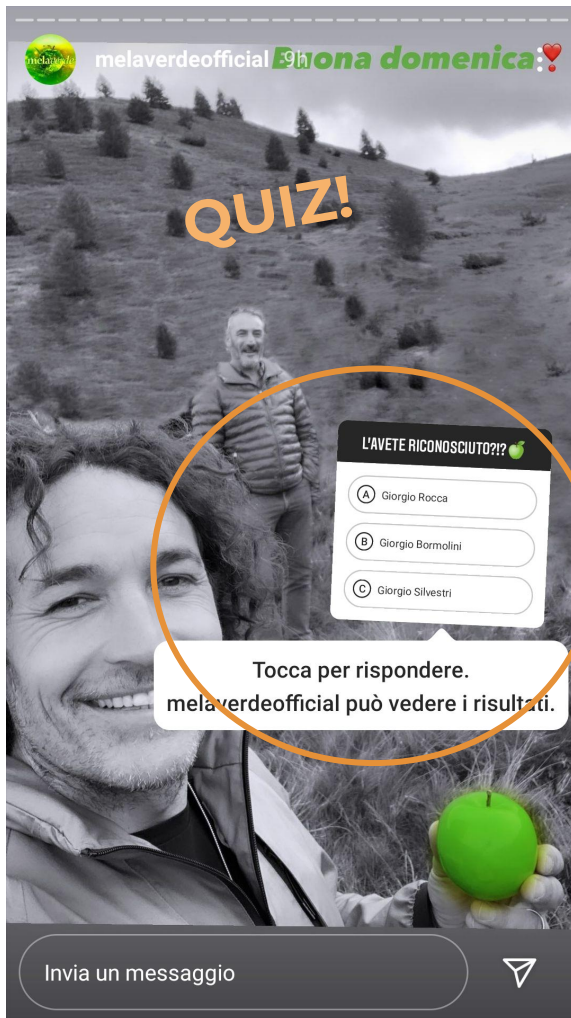 melaverde
melaverdeofficial 9h
Buona domenica
QUIZ!
L'AVETE RICONOSCIUTO?!?
A Giorgio Rocca
B Giorgio Bormolini
C Giorgio Silvestri
Tocca per rispondere.
melaverdeofficial può vedere i risultati.
Invia un messaggio